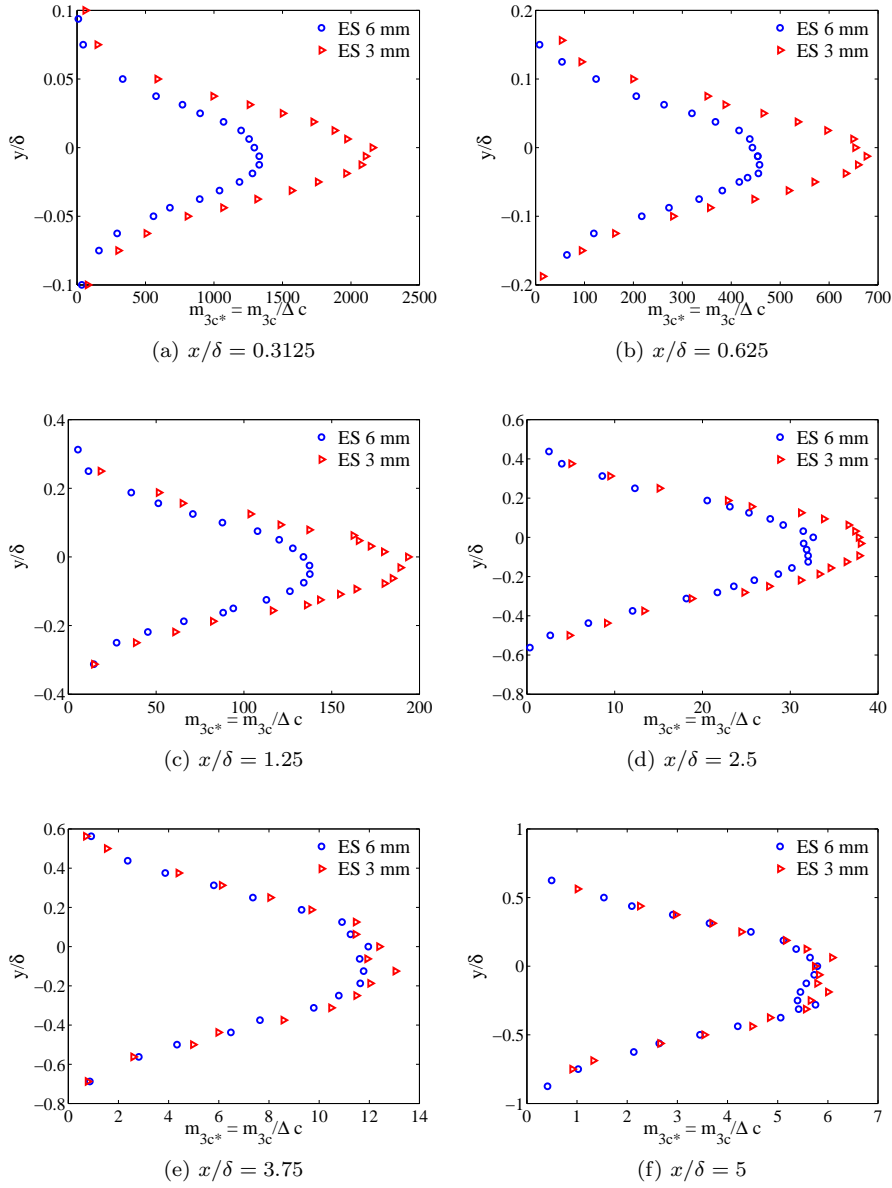 0.1
0.05
0
−0.05
−0.1
y/δ
ES 6 mm
ES 3 mm
0 500 1000 1500 2000 2500
m3c* = m3c/Δ c
(a) x/δ = 0.3125
0.2
0.1
0
−0.1
−0.2
y/δ
ES 6 mm
ES 3 mm
0 100 200 300 400 500 600 700
m3c* = m3c/Δ c
(b) x/δ = 0.625
0.4
0.2
0
−0.2
−0.4
y/δ
ES 6 mm
ES 3 mm
0 50 100 150 200
m3c* = m3c/Δ c
(c) x/δ = 1.25
0.6
0.4
0.2
0
−0.2
−0.4
−0.6
−0.8
y/δ
ES 6 mm
ES 3 mm
0 10 20 30 40
m3c* = m3c/Δ c
(d) x/δ = 2.5
0.6
0.4
0.2
0
−0.2
−0.4
−0.6
−0.8
y/δ
ES 6 mm
ES 3 mm
0 2 4 6 8 10 12 14
m3c* = m3c/Δ c
(e) x/δ = 3.75
1
0.5
0
−0.5
−1
y/δ
ES 6 mm
ES 3 mm
0 1 2 3 4 5 6 7
m3c* = m3c/Δ c
(f) x/δ = 5